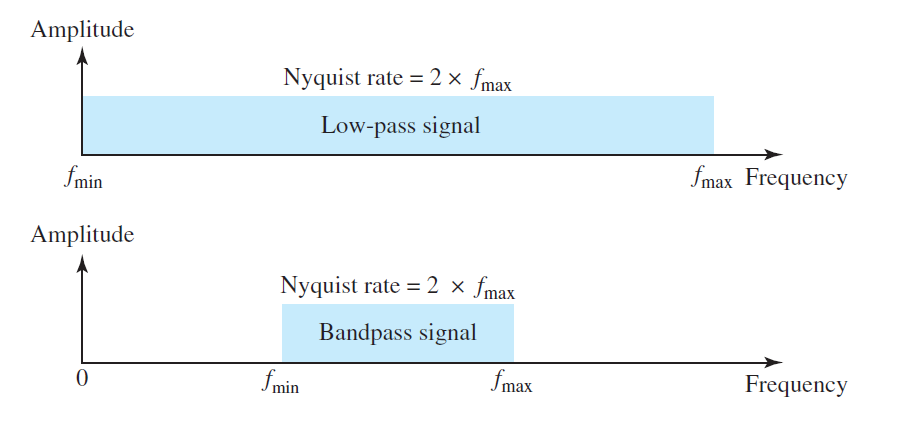 Amplitude
Nyquist rate = 2 × fmax
Low-pass signal
fmin
fmax Frequency
Amplitude
Nyquist rate = 2 × fmax
Bandpass signal
0
fmin
fmax
Frequency